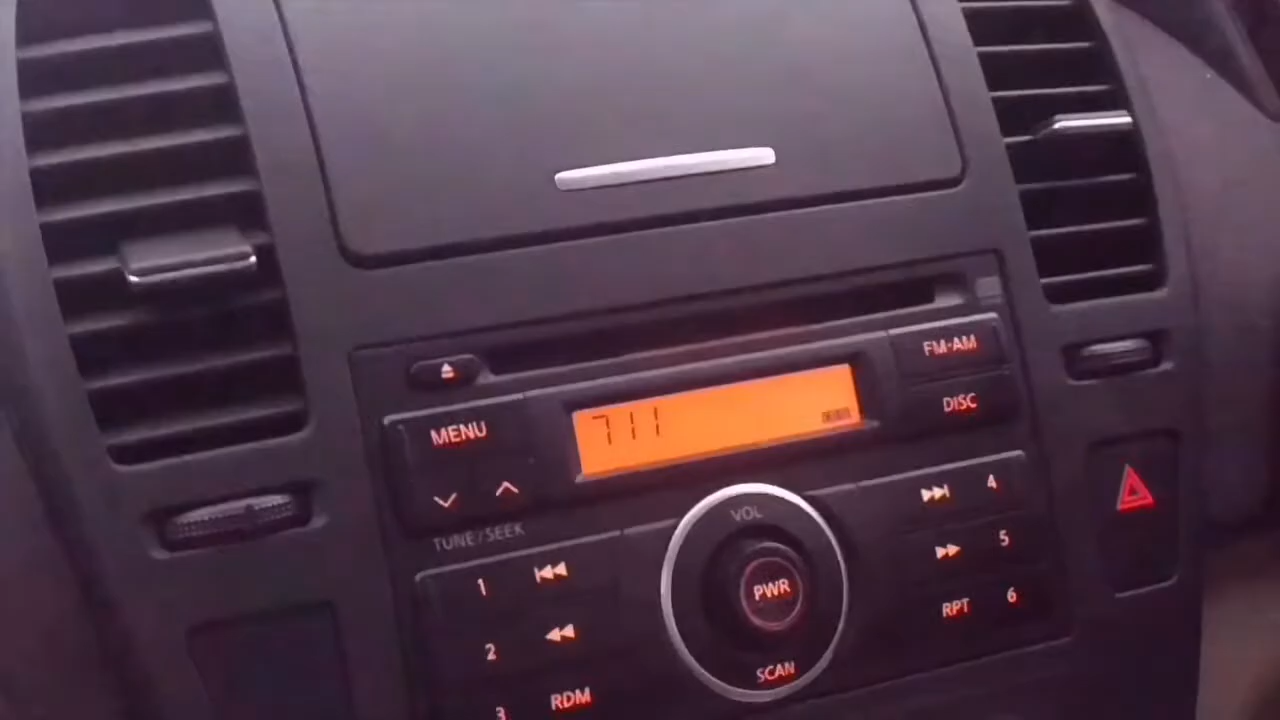 FM·AM
MENU
711
DISC
TUNE/SEEK
VOL
4
1
5
PWR
2
RPT 6
SCAN
3 RDM